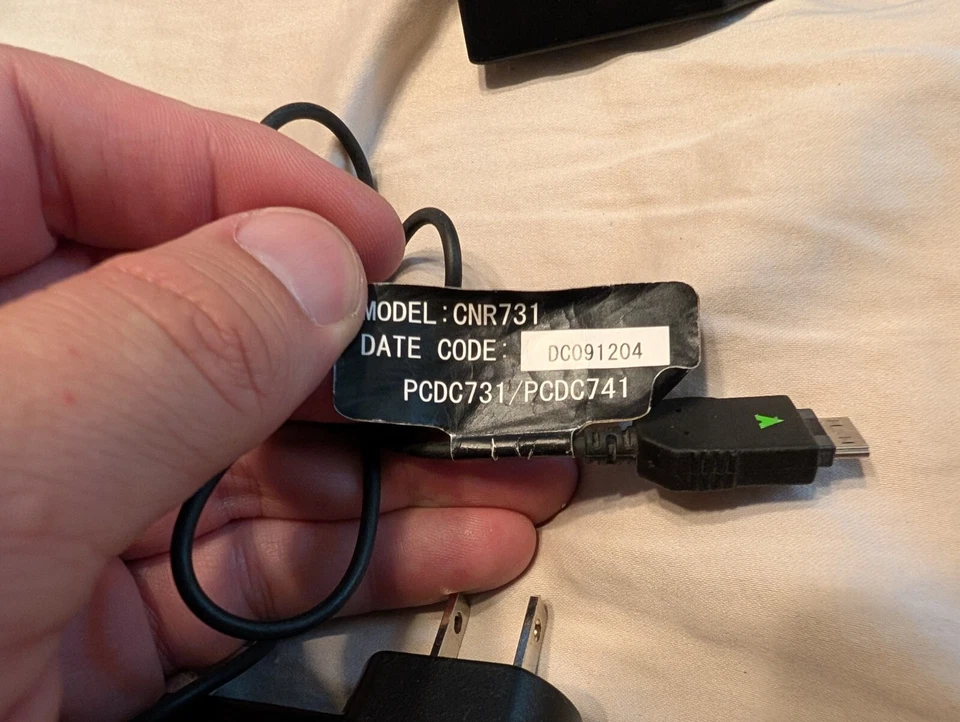 MODEL:CNR731
DATE CODE: DC091204
PCDC731/PCDC741